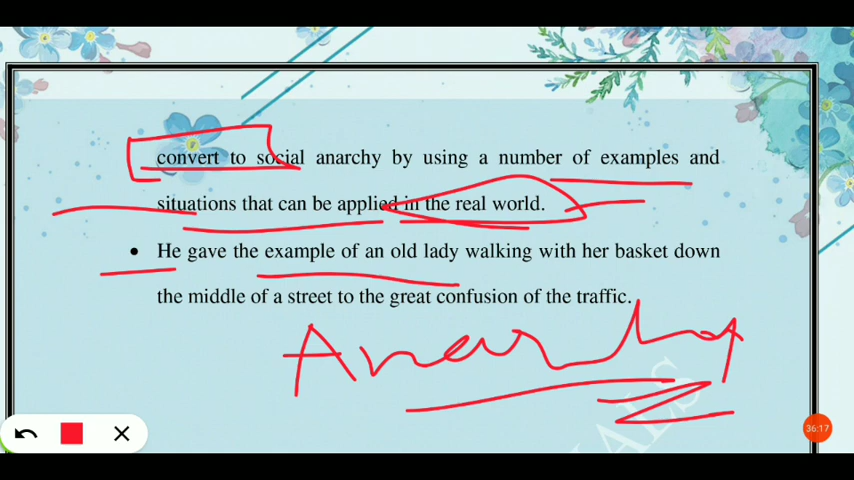 convert to social anarchy by using a number of examples and
situations that can be applied in the real world.
• He gave the example of an old lady walking with her basket down
the middle of a street to the great confusion of the traffic.
Anarchy
36:17